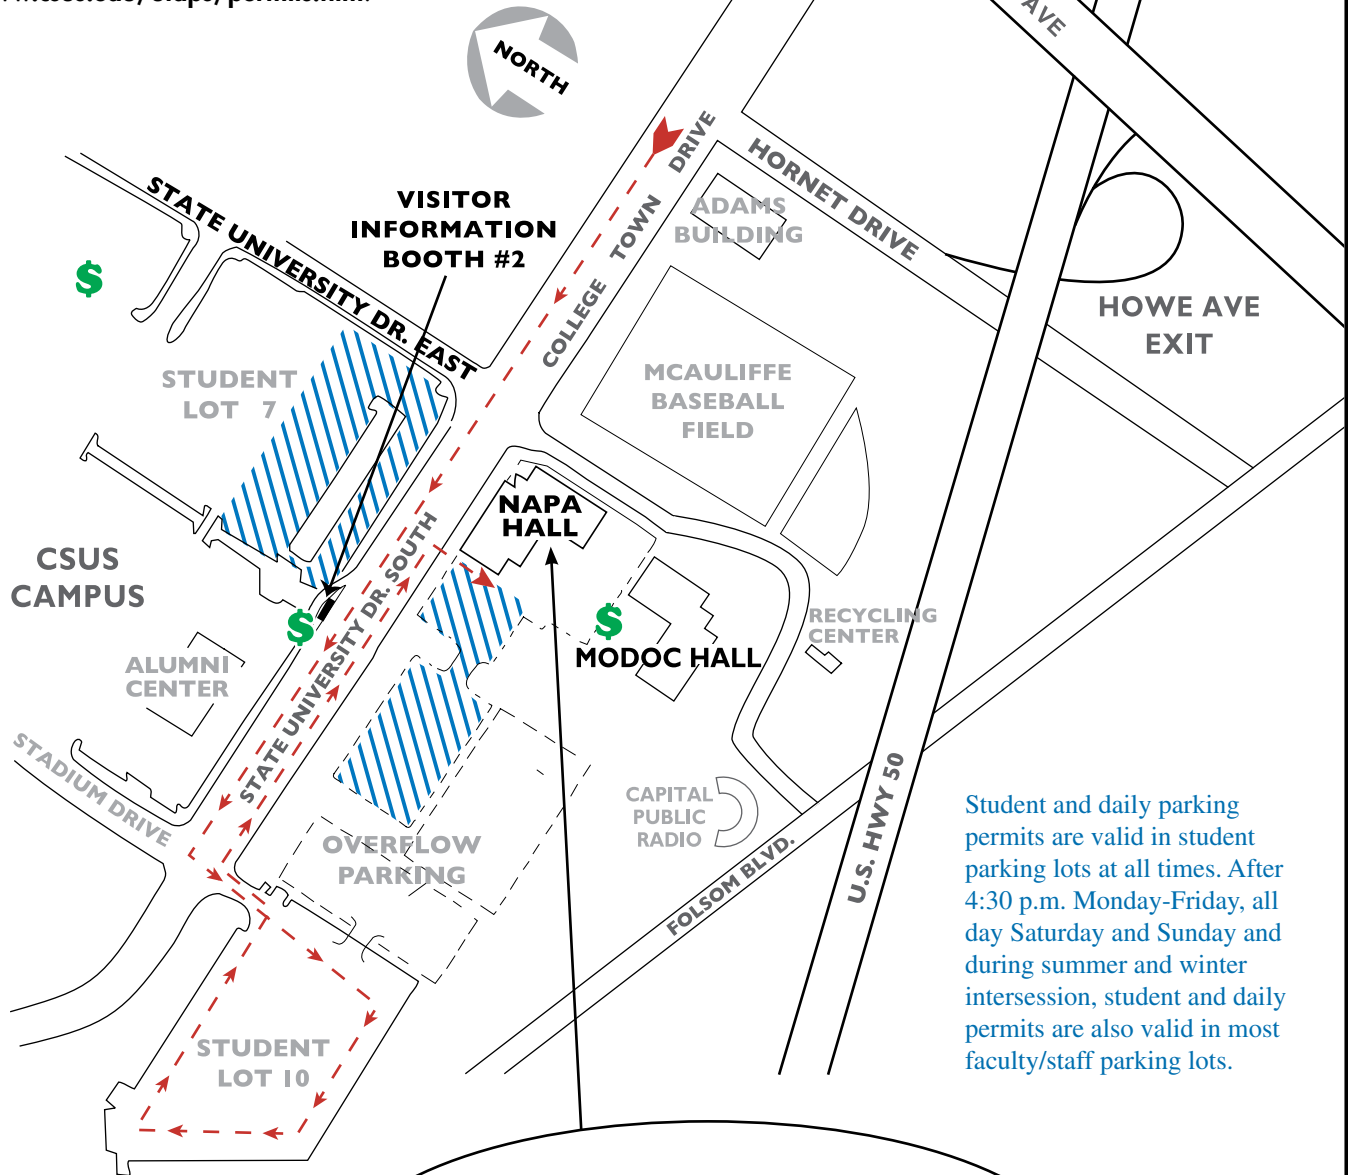 AVE
NORTH
COLLEGE TOWN DRIVE
HORNET DRIVE
STATE UNIVERSITY DR. EAST
VISITOR
INFORMATION
BOOTH #2
ADAMS
BUILDING
$
HOWE AVE
EXIT
STUDENT
LOT 7
MCAULIFFE
BASEBALL
FIELD
NAPA
HALL
CSUS
CAMPUS
STATE UNIVERSITY DR. SOUTH
$
$
RECYCLING
CENTER
MODOC HALL
ALUMNI
CENTER
STADIUM DRIVE
CAPITAL
PUBLIC
RADIO
U.S. HWY 50
OVERFLOW
PARKING
FOLSOM BLVD.
Student and daily parking
permits are valid in student
parking lots at all times. After
4:30 p.m. Monday-Friday, all
day Saturday and Sunday and
during summer and winter
intersession, student and daily
permits are also valid in most
faculty/staff parking lots.
STUDENT
LOT 10